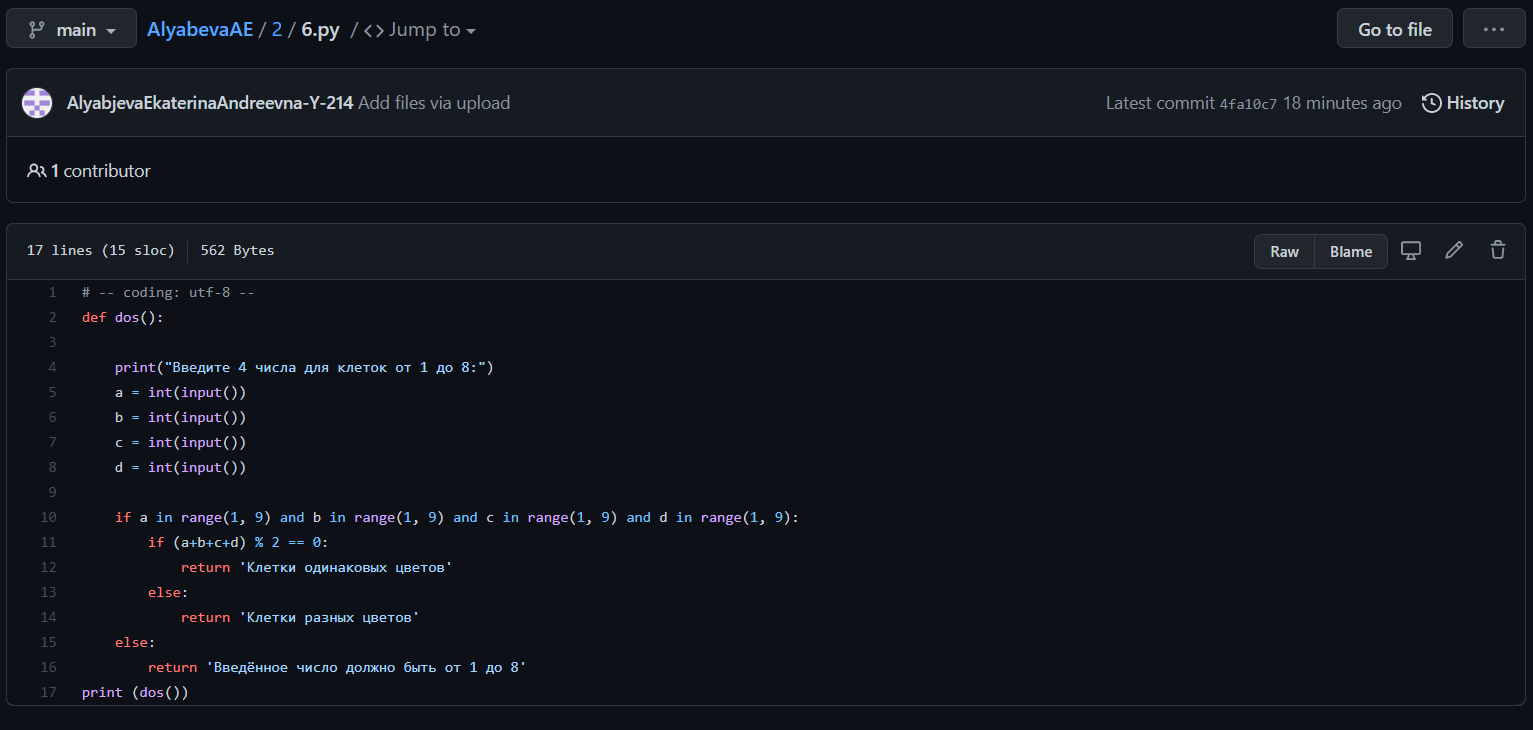 main AlyabevaAE / 2 / 6.py / <> Jump to Go to file ...
AlyabjevaEkaterinaAndreevna-Y-214 Add files via upload Latest commit 4fa10c7 18 minutes ago History
1 contributor
17 lines (15 sloc) 562 Bytes Raw Blame
1 # -- coding: utf-8 --
2 def dos():
3
4 print("Введите 4 числа для клеток от 1 до 8:")
5 a = int(input())
6 b = int(input())
7 c = int(input())
8 d = int(input())
9
10 if a in range(1, 9) and b in range(1, 9) and c in range(1, 9) and d in range(1, 9):
11 if (a+b+c+d) % 2 == 0:
12 return 'Клетки одинаковых цветов'
13 else:
14 return 'Клетки разных цветов'
15 else:
16 return 'Введённое число должно быть от 1 до 8'
17 print (dos())